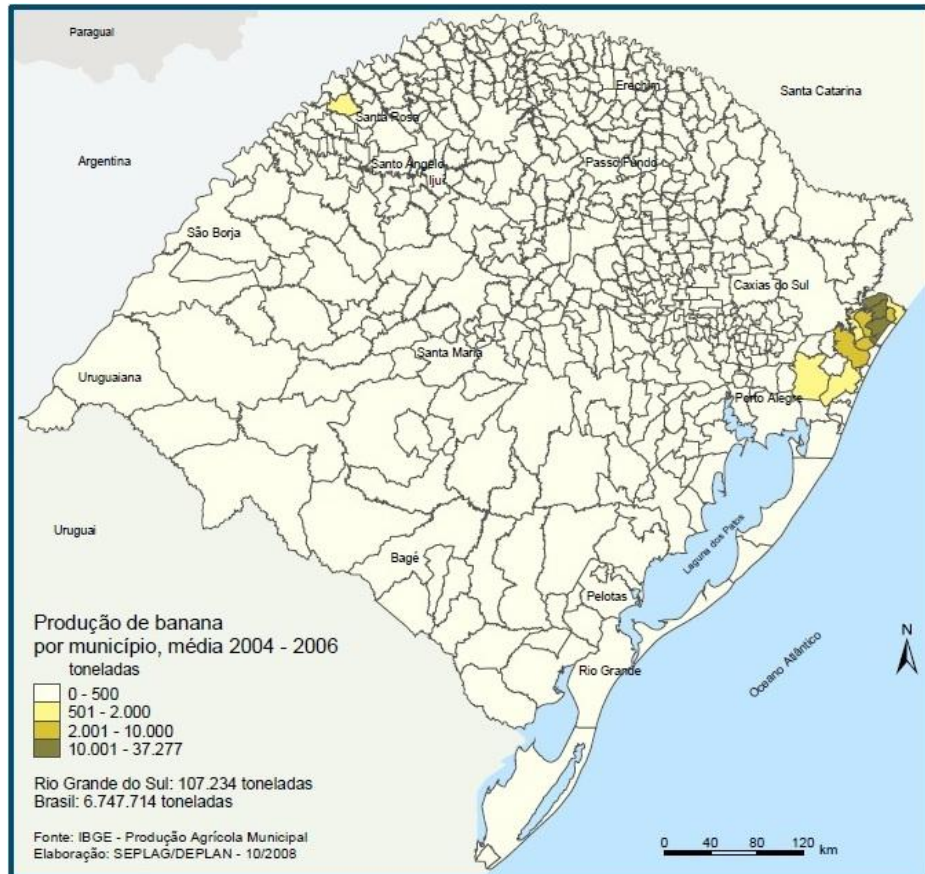 Paraguai
Santa Catarina
Erechim
Santa Rosa
Argentina
Santo Ângelo
Passo Fundo
Ijuí
São Borja
Caxias do Sul
Santa Maria
Uruguaiana
Porto Alegre
Uruguai
Laguna dos Patos
Bagé
Pelotas
Produção de banana
por município, média 2004 - 2006
toneladas
0 - 500
501 - 2.000
2.001 - 10.000
10.001 - 37.277
Rio Grande
Oceano Atlântico
N
Rio Grande do Sul: 107.234 toneladas
Brasil: 6.747.714 toneladas
Fonte: IBGE - Produção Agrícola Municipal
Elaboração: SEPLAG/DEPLAN - 10/2008
0 20 40 80 120
km